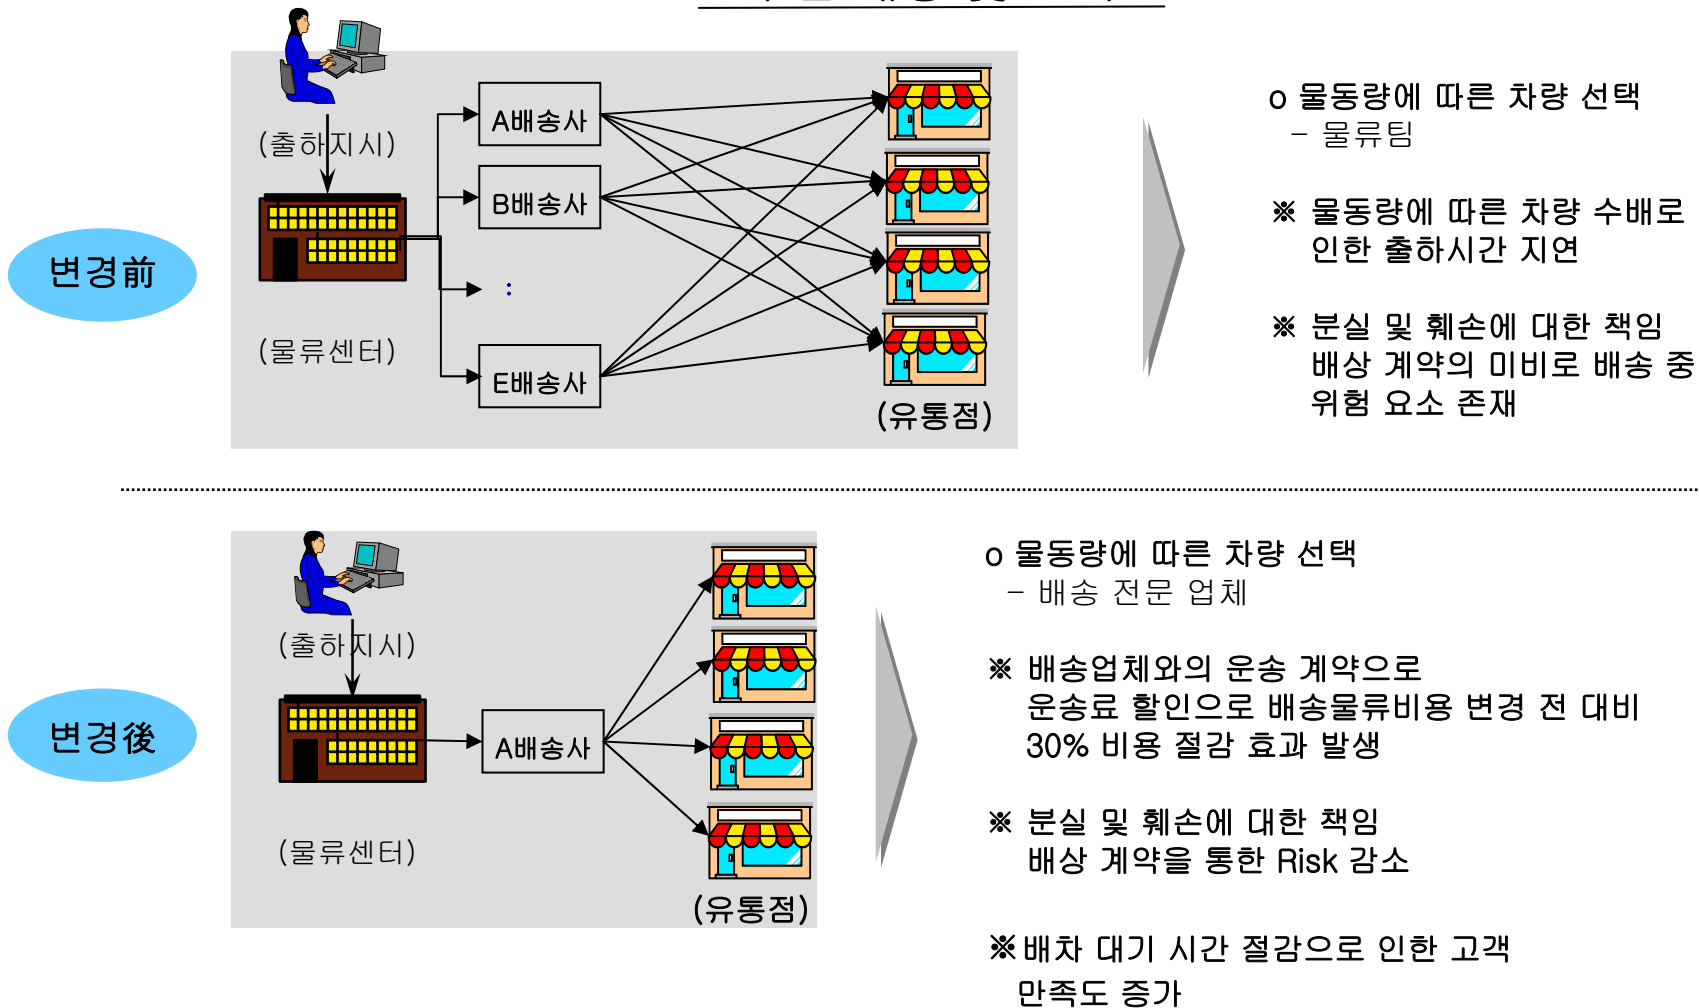 (출하지시)
A배송사
B배송사
:
E배송사
(물류센터)
(유통점)
변경前
o 물동량에 따른 차량 선택
- 물류팀
※ 물동량에 따른 차량 수배로
인한 출하시간 지연
※ 분실 및 훼손에 대한 책임
배상 계약의 미비로 배송 중
위험 요소 존재
변경後
(출하지시)
A배송사
(물류센터)
(유통점)
o 물동량에 따른 차량 선택
- 배송 전문 업체
※ 배송업체와의 운송 계약으로
운송료 할인으로 배송물류비용 변경 전 대비
30% 비용 절감 효과 발생
※ 분실 및 훼손에 대한 책임
배상 계약을 통한 Risk 감소
※배차 대기 시간 절감으로 인한 고객
만족도 증가